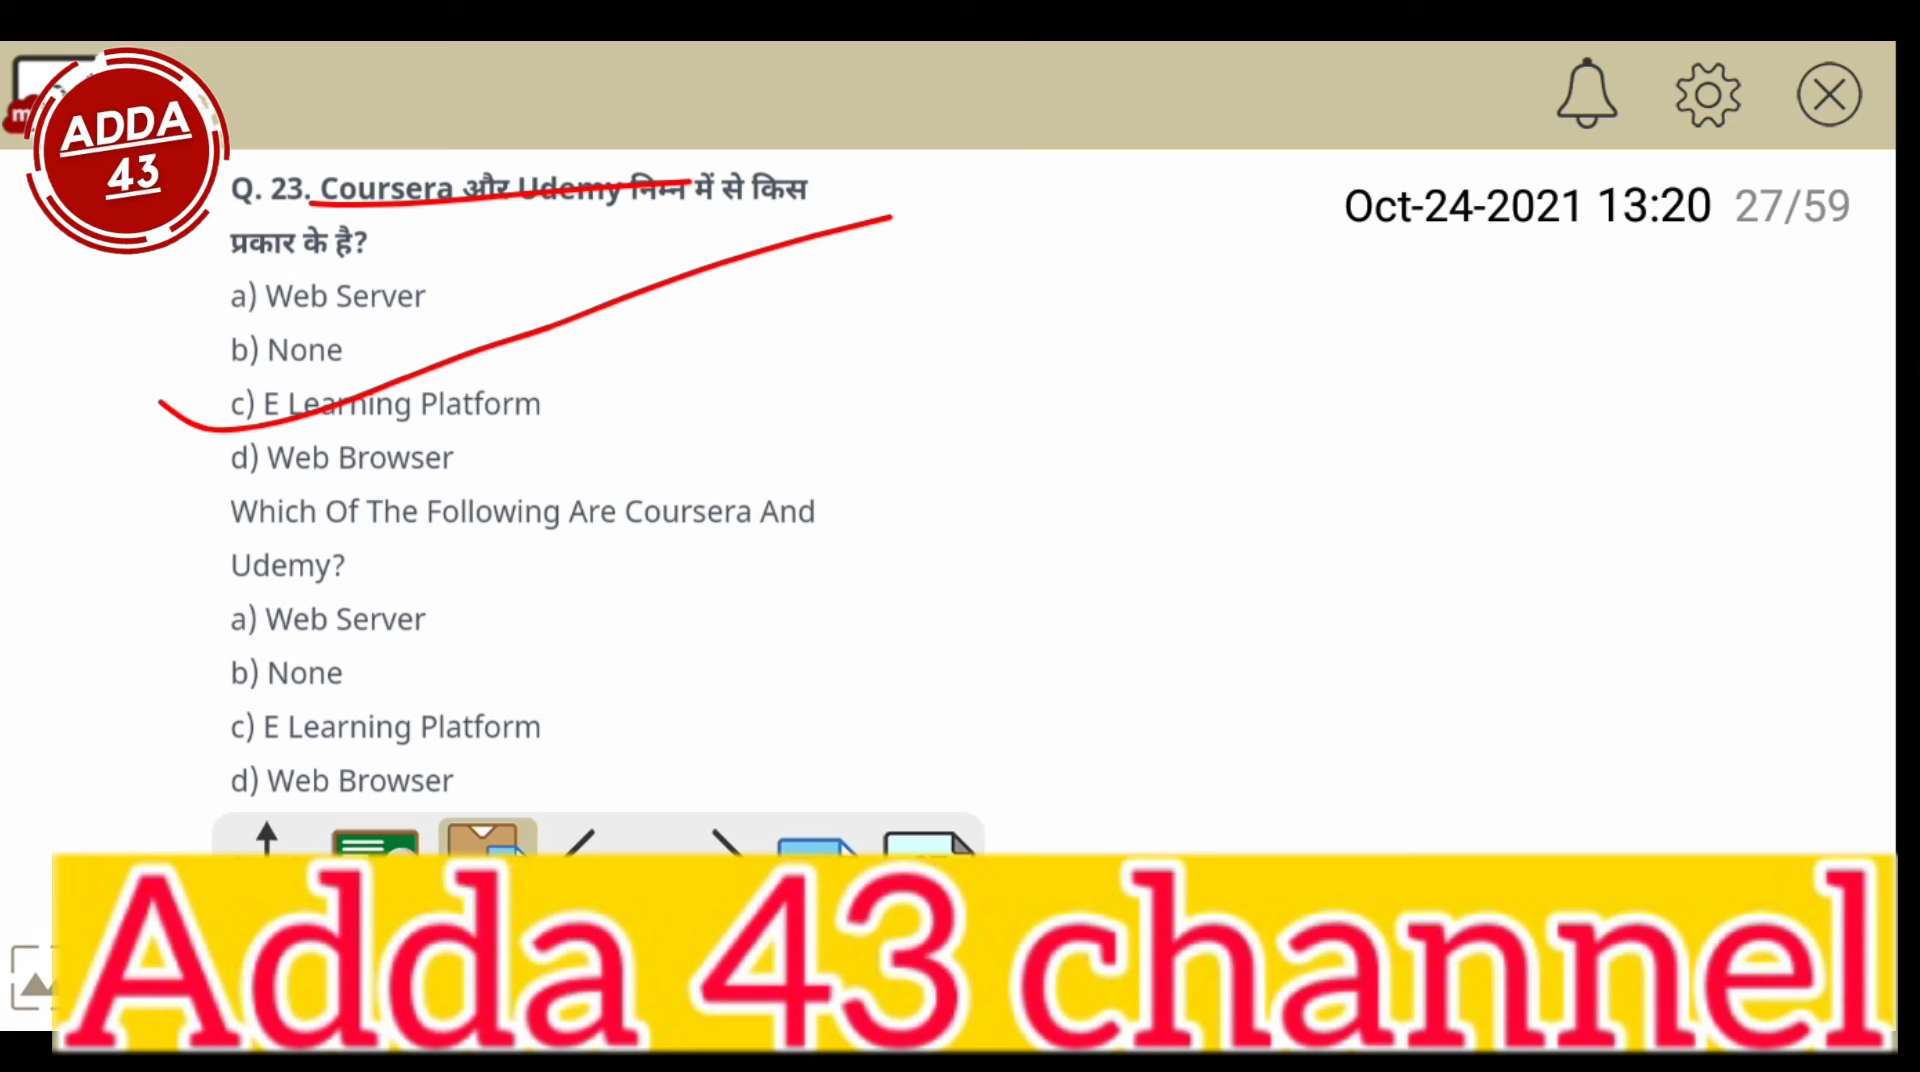 ADDA
43
Q. 23. Coursera और Udemy निम्न में से किस
प्रकार के है?
a) Web Server
b) None
c) E Learning Platform
d) Web Browser
Which Of The Following Are Coursera And
Udemy?
a) Web Server
b) None
c) E Learning Platform
d) Web Browser
Oct-24-2021 13:20 27/59
Adda 43 channel